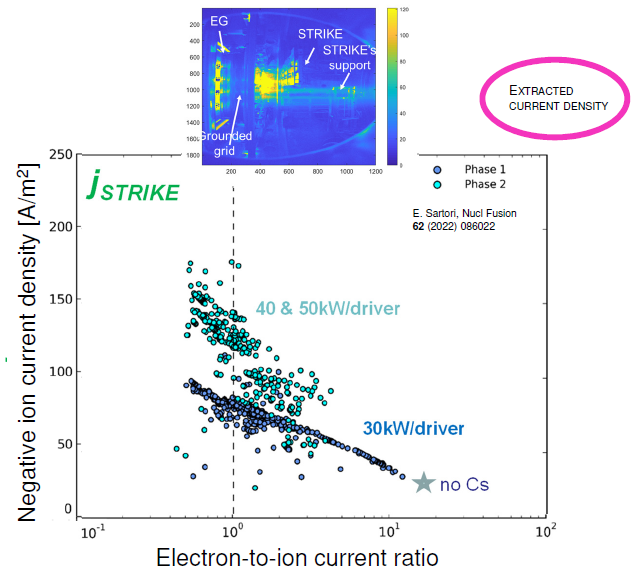 EG
STRIKE
STRIKE's
support
Grounded
grid
200
400
600
800
1000
1200
1400
1600
1800
200
400
600
800
1000
1200
120
100
80
60
40
20
0
EXTRACTED
CURRENT DENSITY
jSTRIKE
Phase 1
Phase 2
E. Sartori, Nucl Fusion
62 (2022) 086022
40 & 50kW/driver
30kW/driver
no Cs
Negative ion current density [A/m²]
250
200
150
100
50
0
10⁻¹
10⁰
10¹
10²
Electron-to-ion current ratio